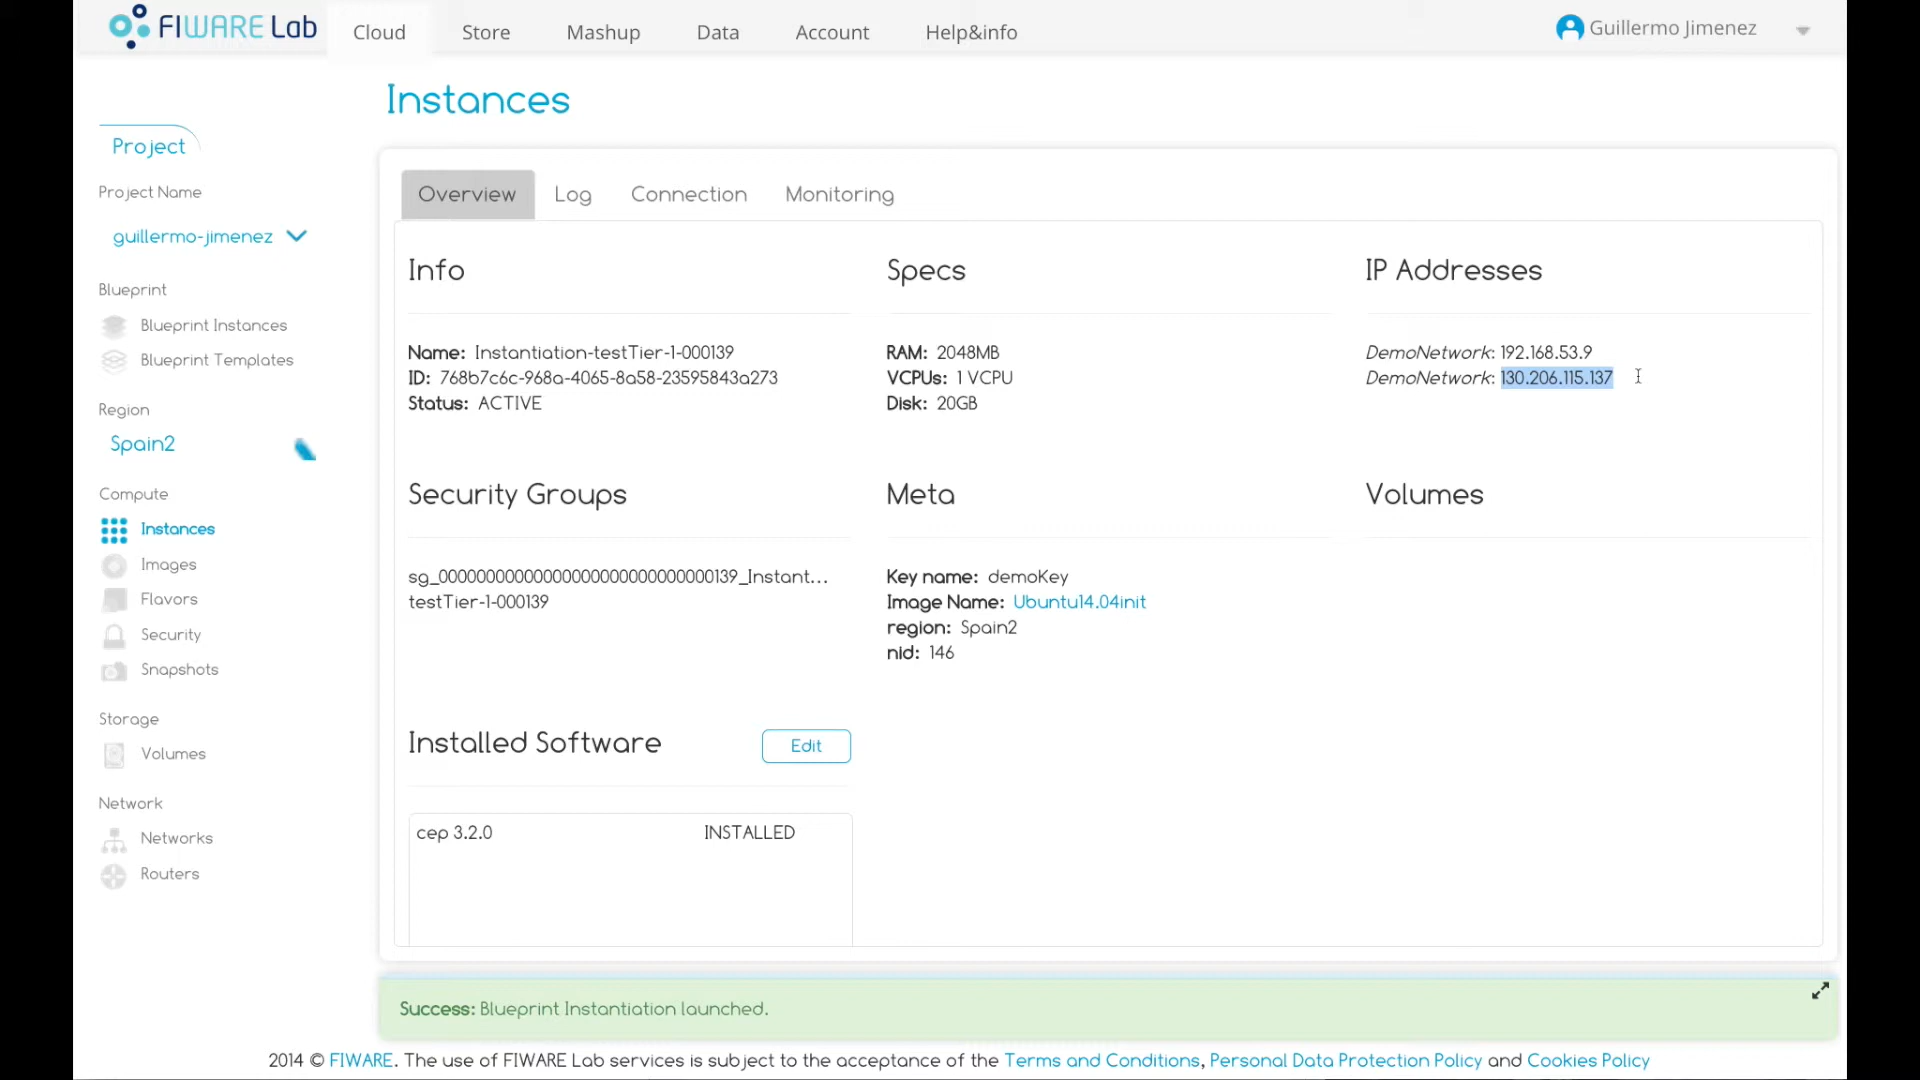 FIWARE Lab
Cloud
Store
Mashup
Data
Account
Help&info
Guillermo Jimenez
Instances
Project
Project Name
guillermo-jimenez
Blueprint
Blueprint Instances
Blueprint Templates
Region
Spain2
Compute
Instances
Images
Flavors
Security
Snapshots
Storage
Volumes
Network
Networks
Routers
Overview
Log
Connection
Monitoring
Info
Name: Instantiation-testTier-1-000139
ID: 768b7c6c-968a-4065-8a58-23595843a273
Status: ACTIVE
Specs
RAM: 2048MB
VCPUs: 1 VCPU
Disk: 20GB
IP Addresses
DemoNetwork: 192.168.53.9
DemoNetwork: 130.206.115.137
Security Groups
testTier-1-000139
Meta
Key name: demoKey
Image Name: Ubuntu14.04init
region: Spain2
nid: 146
Volumes
Installed Software
Edit
cep 3.2.0 INSTALLED
Success: Blueprint Instantiation launched.
2014 © FIWARE. The use of FIWARE Lab services is subject to the acceptance of the Terms and Conditions, Personal Data Protection Policy and Cookies Policy